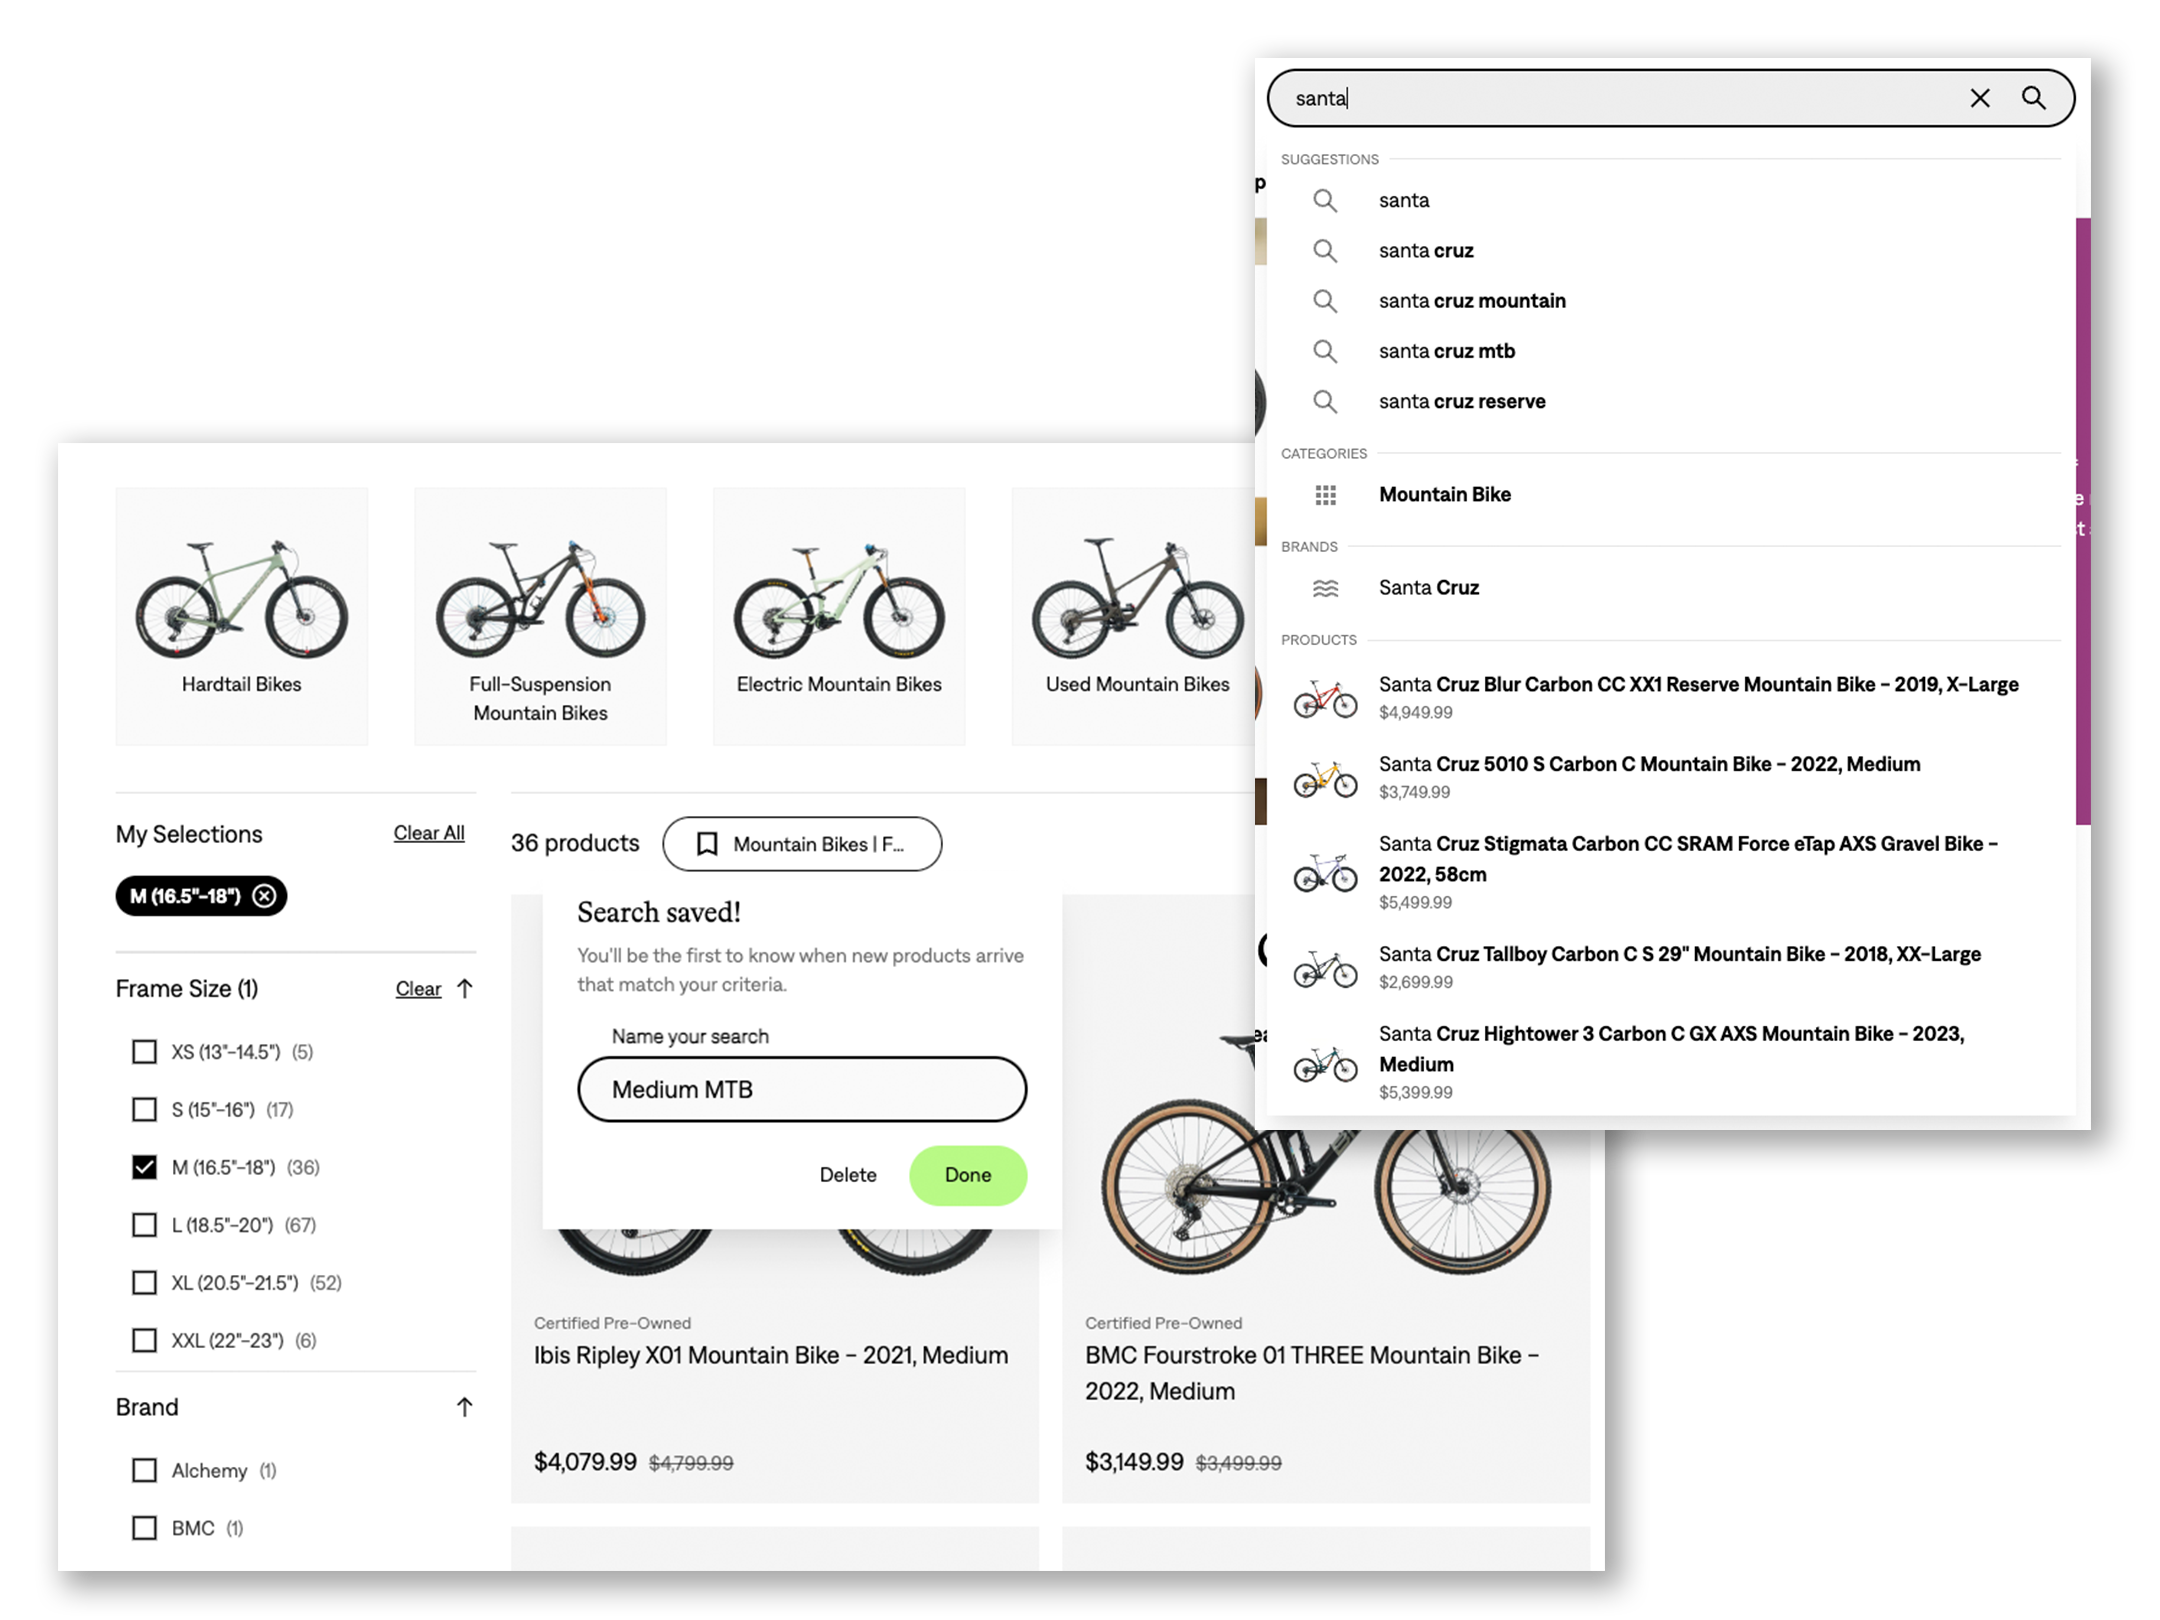 santa
SUGGESTIONS
santa
santa cruz
santa cruz mountain
santa cruz mtb
santa cruz reserve
CATEGORIES
Mountain Bike
BRANDS
Santa Cruz
PRODUCTS
Santa Cruz Blur Carbon CC XX1 Reserve Mountain Bike – 2019, X-Large
$4,949.99
Santa Cruz 5010 S Carbon C Mountain Bike – 2022, Medium
$3,749.99
Santa Cruz Stigmata Carbon CC SRAM Force eTap AXS Gravel Bike –
2022, 58cm
$5,499.99
Santa Cruz Tallboy Carbon C S 29" Mountain Bike – 2018, XX-Large
$2,699.99
Santa Cruz Hightower 3 Carbon C GX AXS Mountain Bike – 2023,
Medium
$5,399.99
Hardtail Bikes
Full-Suspension
Mountain Bikes
Electric Mountain Bikes
Used Mountain Bikes
My Selections
Clear All
M (16.5"-18")
Frame Size (1)
Clear
XS (13"-14.5") (5)
S (15"-16") (17)
M (16.5"-18") (36)
L (18.5"-20") (67)
XL (20.5"-21.5") (52)
XXL (22"-23") (6)
Brand
Alchemy (1)
BMC (1)
36 products
Mountain Bikes | F...
Search saved!
You'll be the first to know when new products arrive
that match your criteria.
Name your search
Medium MTB
Delete
Done
Certified Pre-Owned
Ibis Ripley X01 Mountain Bike – 2021, Medium
$4,079.99 $4,799.99
Certified Pre-Owned
BMC Fourstroke 01 THREE Mountain Bike –
2022, Medium
$3,149.99 $3,499.99